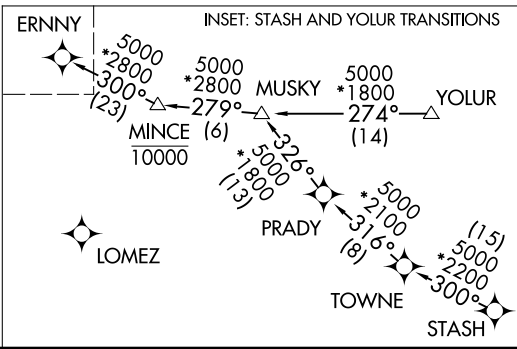 INSET: STASH AND YOLUR TRANSITIONS
ERNNY
5000
*2800
300°
(23)
MINCE
10000
5000
*2800
279°
(6)
MUSKY
5000
*1800
274°
(14)
YOLUR
326°
5000
*1800
(13)
PRADY
5000
*2100
316°
(8)
TOWNE
(15)
5000
*2200
300°
STASH
LOMEZ